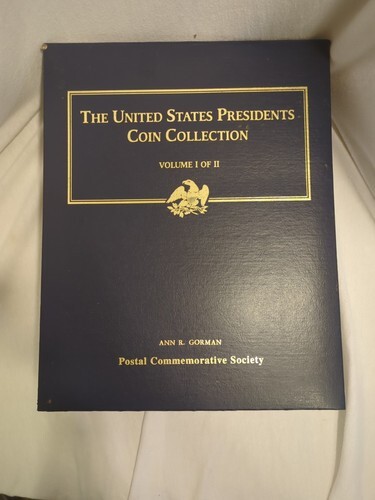 THE UNITED STATES PRESIDENTS
COIN COLLECTION
VOLUME I OF II
ANN R. GORMAN
Postal Commemorative Society